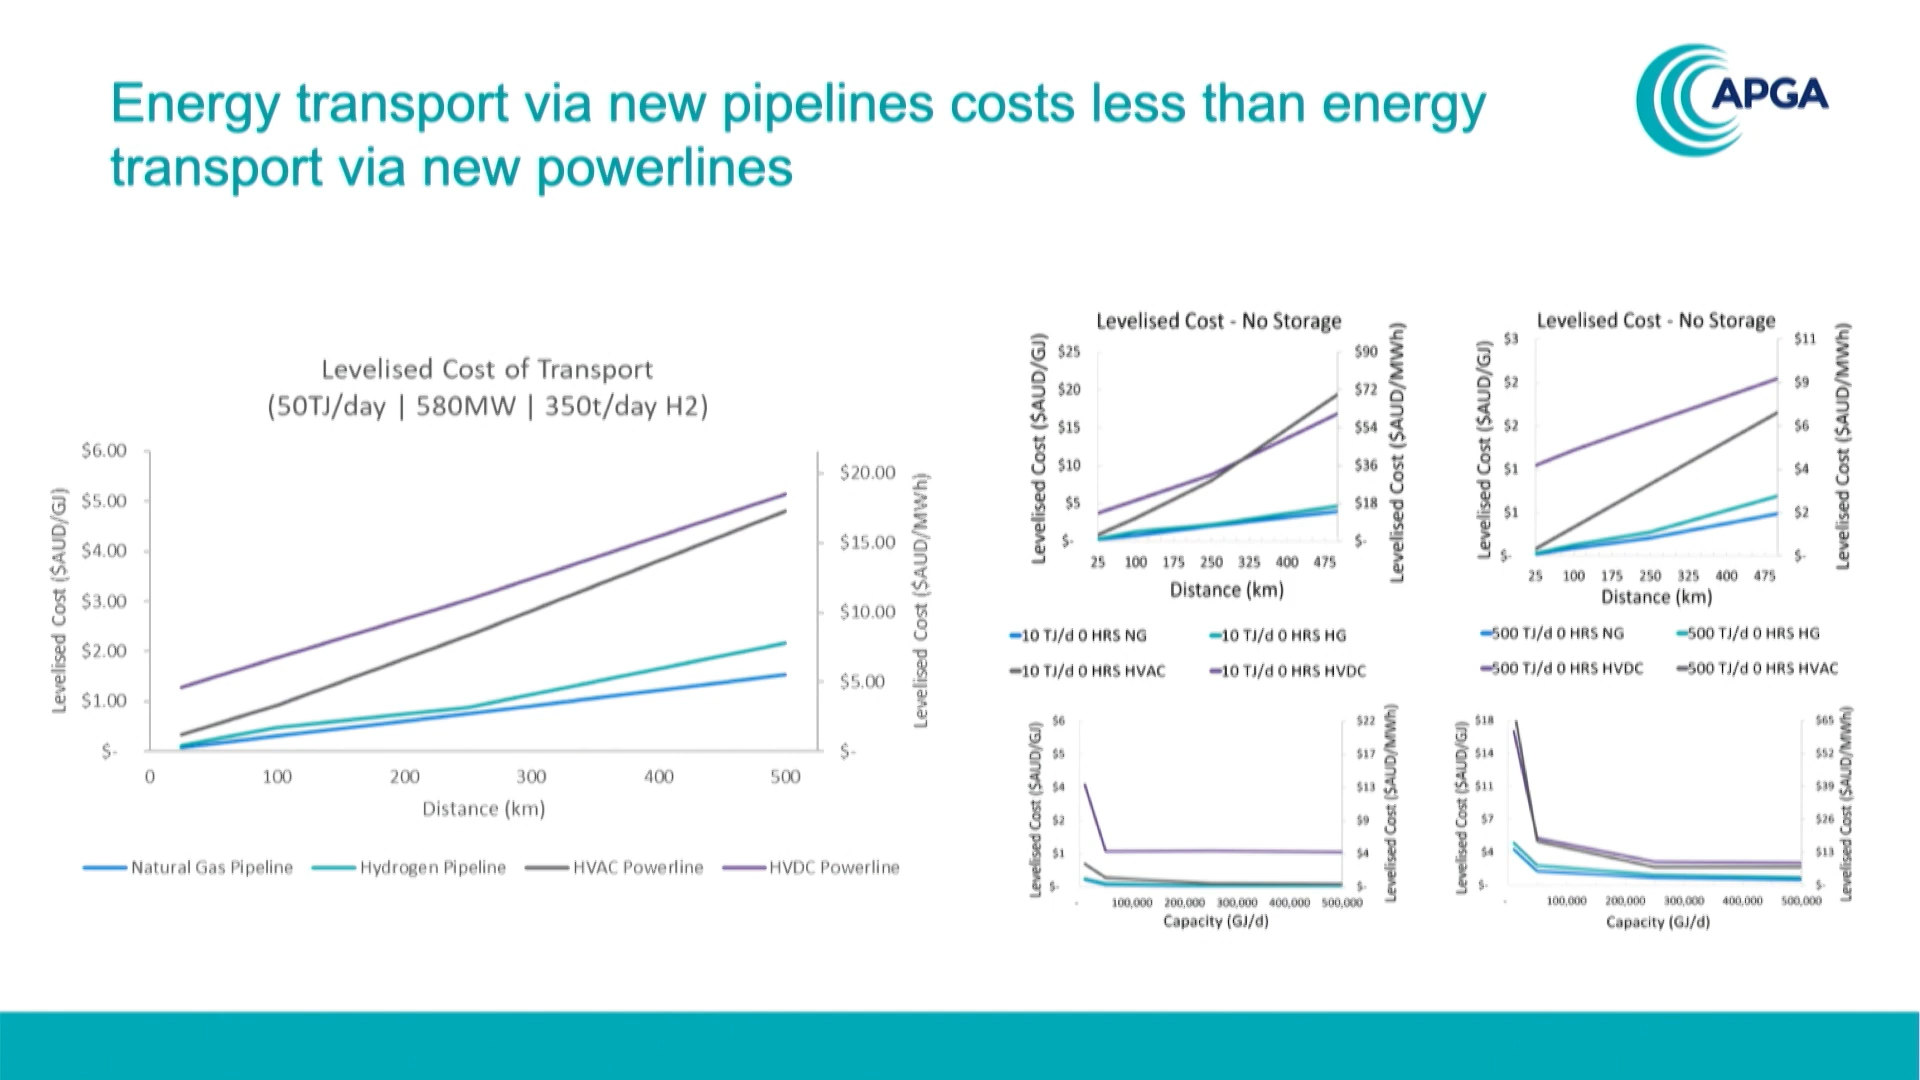 Energy transport via new pipelines costs less than energy
transport via new powerlines
APGA
Levelised Cost of Transport
(50TJ/day | 580MW | 350t/day H2)
Levelised Cost ($AUD/GJ)
$6.00
$5.00
$4.00
$3.00
$2.00
$1.00
$-
$20.00
$15.00
$10.00
$5.00
$-
Levelised Cost ($AUD/MWh)
0 100 200 300 400 500
Distance (km)
Natural Gas Pipeline Hydrogen Pipeline HVAC Powerline HVDC Powerline
Levelised Cost - No Storage
Levelised Cost ($AUD/GJ)
$25
$20
$15
$10
$5
$-
$90
$72
$54
$36
$18
$-
Levelised Cost ($AUD/MWh)
25 100 175 250 325 400 475
Distance (km)
10 TJ/d 0 HRS NG 10 TJ/d 0 HRS HG
10 TJ/d 0 HRS HVAC 10 TJ/d 0 HRS HVDC
Levelised Cost - No Storage
Levelised Cost ($AUD/GJ)
$3
$2
$2
$1
$1
$-
$11
$9
$6
$4
$2
$-
Levelised Cost ($AUD/MWh)
25 100 175 250 325 400 475
Distance (km)
500 TJ/d 0 HRS NG 500 TJ/d 0 HRS HG
500 TJ/d 0 HRS HVDC 500 TJ/d 0 HRS HVAC
Levelised Cost ($AUD/GJ)
$6
$5
$4
$2
$1
$-
$22
$17
$13
$9
$4
$-
Levelised Cost ($AUD/MWh)
- 100,000 200,000 300,000 400,000 500,000
Capacity (GJ/d)
Levelised Cost ($AUD/GJ)
$18
$14
$11
$7
$4
$-
$65
$52
$39
$26
$13
$-
Levelised Cost ($AUD/MWh)
- 100,000 200,000 300,000 400,000 500,000
Capacity (GJ/d)